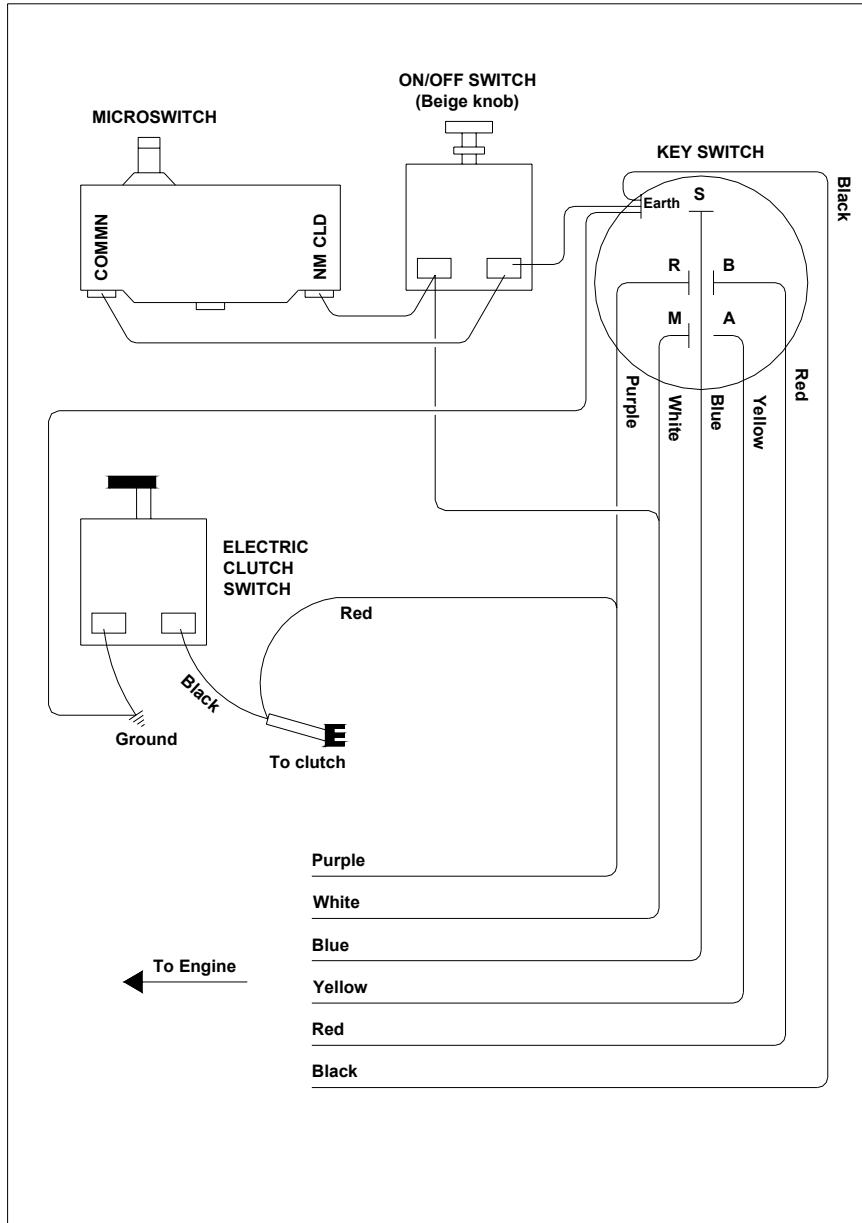 ON/OFF SWITCH
(Beige knob)
MICROSWITCH
KEY SWITCH
COMMN
NM CLD
Earth
S
R
B
M
A
Black
Purple
White
Blue
Yellow
Red
ELECTRIC
CLUTCH
SWITCH
Red
Black
Ground
To clutch
Purple
White
Blue
To Engine
Yellow
Red
Black